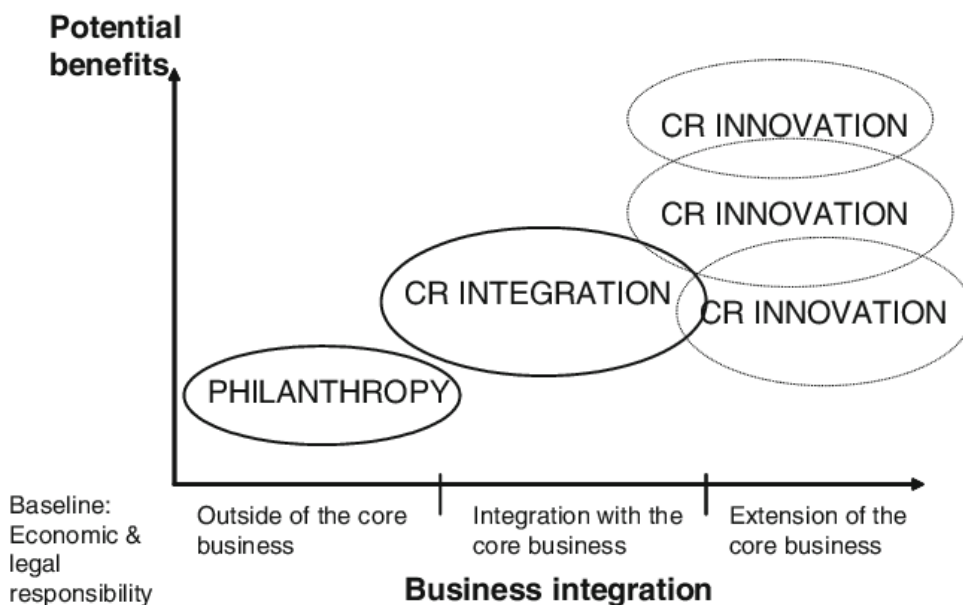 Potential
benefits
CR INNOVATION
CR INNOVATION
CR INTEGRATION
CR INNOVATION
PHILANTHROPY
Baseline:
Economic &
legal
responsibility
Outside of the core
business
Integration with the
core business
Extension of the
core business
Business integration